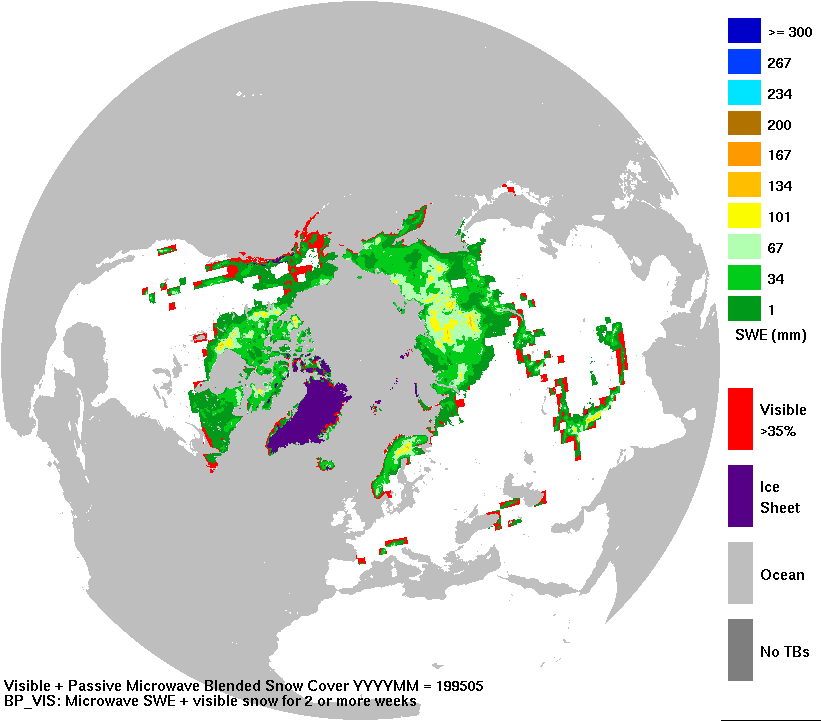 >= 300
267
234
200
167
134
101
67
34
1
SWE (mm)
Visible
>35%
Ice
Sheet
Ocean
No TBs
Visible + Passive Microwave Blended Snow Cover YYYYMM = 199505
BP_VIS: Microwave SWE + visible snow for 2 or more weeks